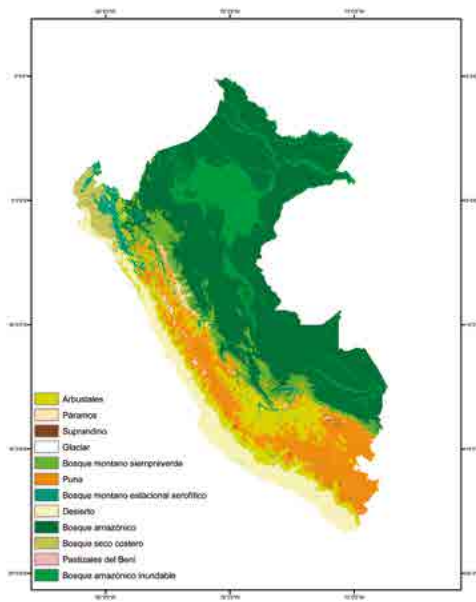 Arbustales
Páramos
Suprandino
Glaciar
Bosque montano siempreverde
Puna
Bosque montano estacional xerofítico
Desierto
Bosque amazónico
Bosque seco costero
Pastizales del Beni
Bosque amazónico inundable